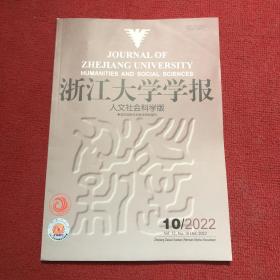 JOURNAL OF
ZHEJIANG UNIVERSITY
HUMANITIES AND SOCIAL SCIENCES
浙江大学学报
人文社会科学版
10/2022